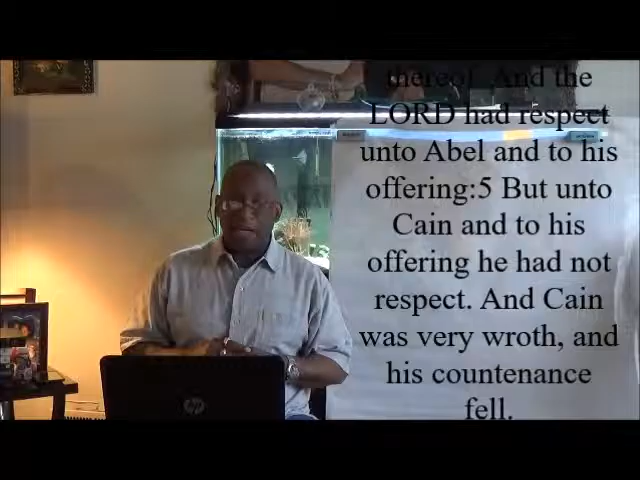 thereof. And the
LORD had respect
unto Abel and to his
offering:5 But unto
Cain and to his
offering he had not
respect. And Cain
was very wroth, and
his countenance
fell.
hp